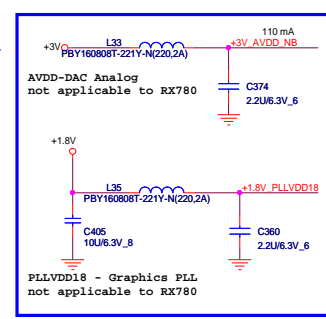 110 mA
L33
+3V
+3V_AVDD_NB
PBY160808T-221Y-N(220,2A)
AVDD-DAC Analog
not applicable to RX780
C374
2.2U/6.3V_6
+1.8V
L35
+1.8V_PLLVDD18
PBY160808T-221Y-N(220,2A)
C405
10U/6.3V_8
C360
2.2U/6.3V_6
PLLVDD18 - Graphics PLL
not applicable to RX780